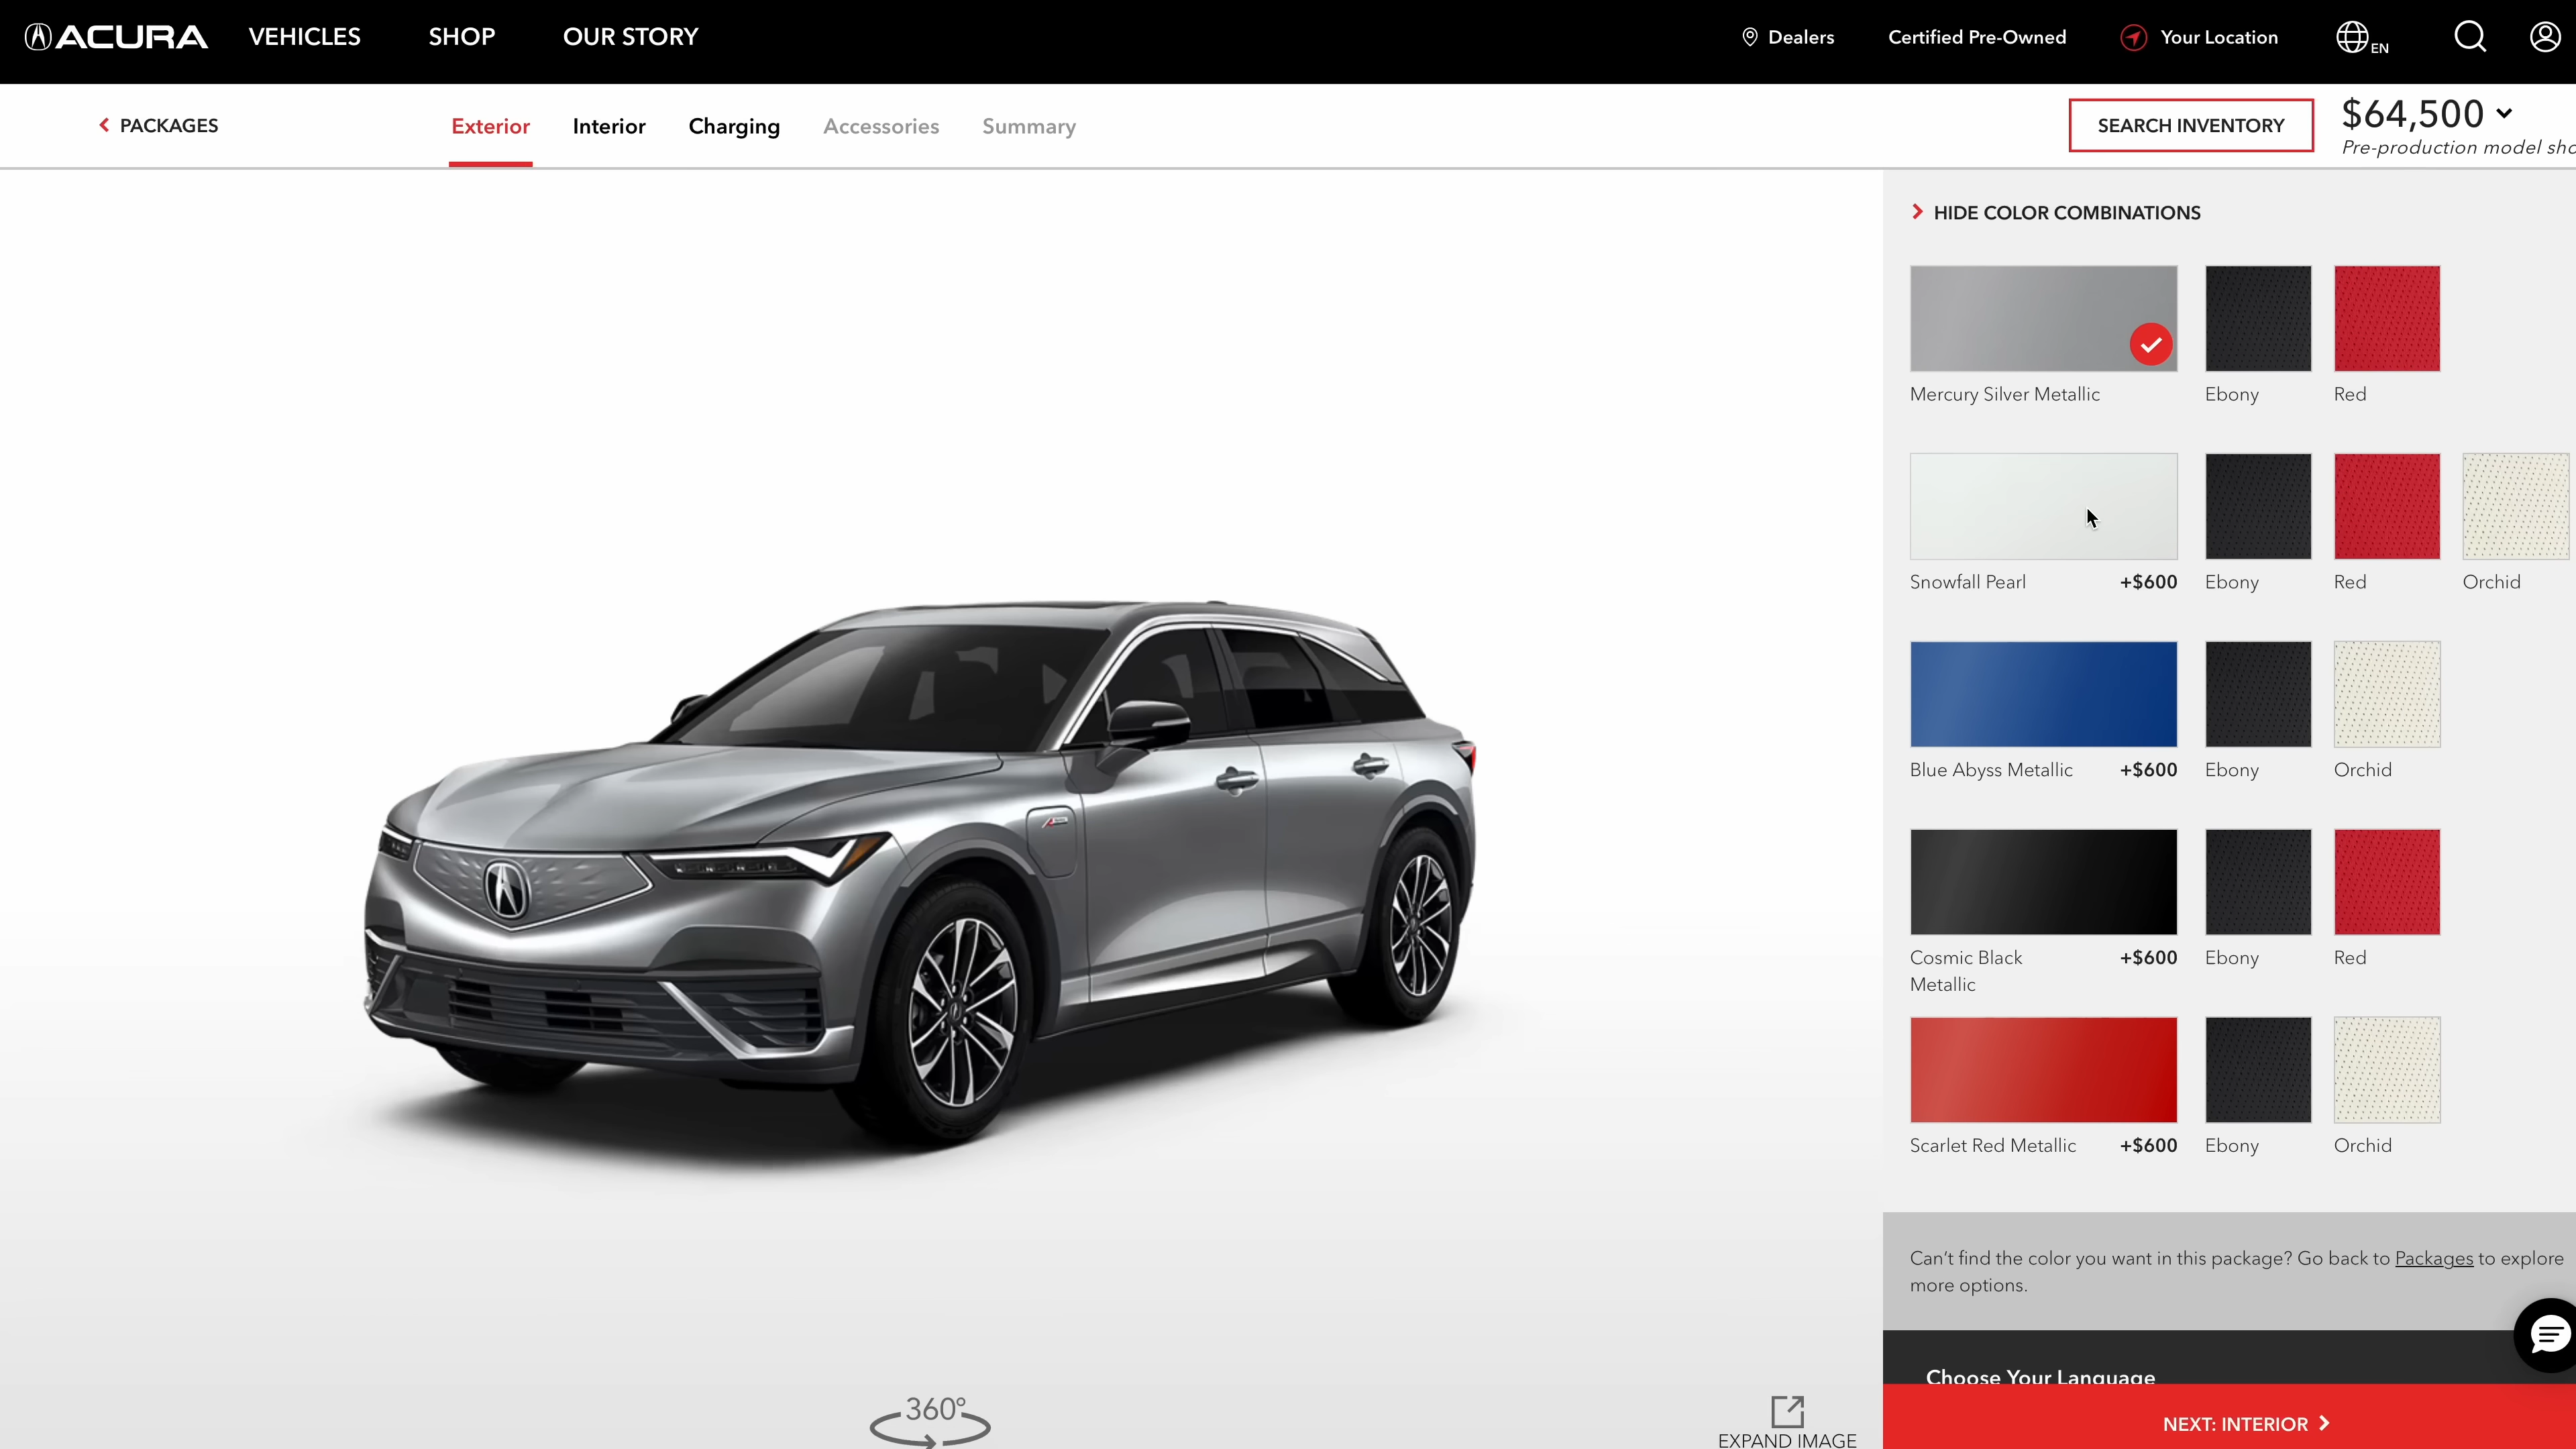 ACURA
VEHICLES
SHOP
OUR STORY
Dealers
Certified Pre-Owned
Your Location
EN
PACKAGES
Exterior
Interior
Charging
Accessories
Summary
SEARCH INVENTORY
$64,500
Pre-production model sho
HIDE COLOR COMBINATIONS
Mercury Silver Metallic
Ebony
Red
Snowfall Pearl +$600
Ebony
Red
Orchid
Blue Abyss Metallic +$600
Ebony
Orchid
Cosmic Black +$600
Metallic
Ebony
Red
Scarlet Red Metallic +$600
Ebony
Orchid
Can't find the color you want in this package? Go back to Packages to explore
more options.
Choose Your Language
360°
EXPAND IMAGE
NEXT: INTERIOR